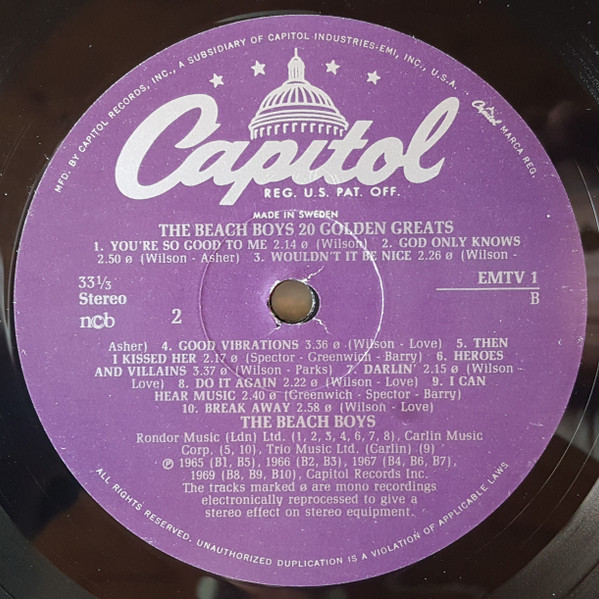 MFD. BY CAPITOL RECORDS, INC., A SUBSIDIARY OF CAPITOL INDUSTRIES-EMI, INC., U.S.A.
Capitol MARCA REG.
Capitol
REG. U.S. PAT. OFF.
MADE IN SWEDEN
THE BEACH BOYS 20 GOLDEN GREATS
1. YOU'RE SO GOOD TO ME 2.14 ø (Wilson) 2. GOD ONLY KNOWS
2.50 ø (Wilson - Asher) 3. WOULDN'T IT BE NICE 2.26 ø (Wilson -
33⅓
Stereo
ncb
2
EMTV 1
B
Asher) 4. GOOD VIBRATIONS 3.36 ø (Wilson - Love) 5. THEN
I KISSED HER 2.17 ø (Spector - Greenwich - Barry) 6. HEROES
AND VILLAINS 3.37 ø (Wilson - Parks) 7. DARLIN' 2.15 ø (Wilson -
Love) 8. DO IT AGAIN 2.22 ø (Wilson - Love) 9. I CAN
HEAR MUSIC 2.40 ø (Greenwich - Spector - Barry)
10. BREAK AWAY 2.58 ø (Wilson - Love)
THE BEACH BOYS
Rondor Music (Ldn) Ltd. (1, 2, 3, 4, 6, 7, 8), Carlin Music
Corp. (5, 10), Trio Music Ltd. (Carlin) (9)
℗ 1965 (B1, B5), 1966 (B2, B3), 1967 (B4, B6, B7),
1969 (B8, B9, B10), Capitol Records Inc.
The tracks marked ø are mono recordings
electronically reprocessed to give a
stereo effect on stereo equipment.
ALL RIGHTS RESERVED. UNAUTHORIZED DUPLICATION IS A VIOLATION OF APPLICABLE LAWS